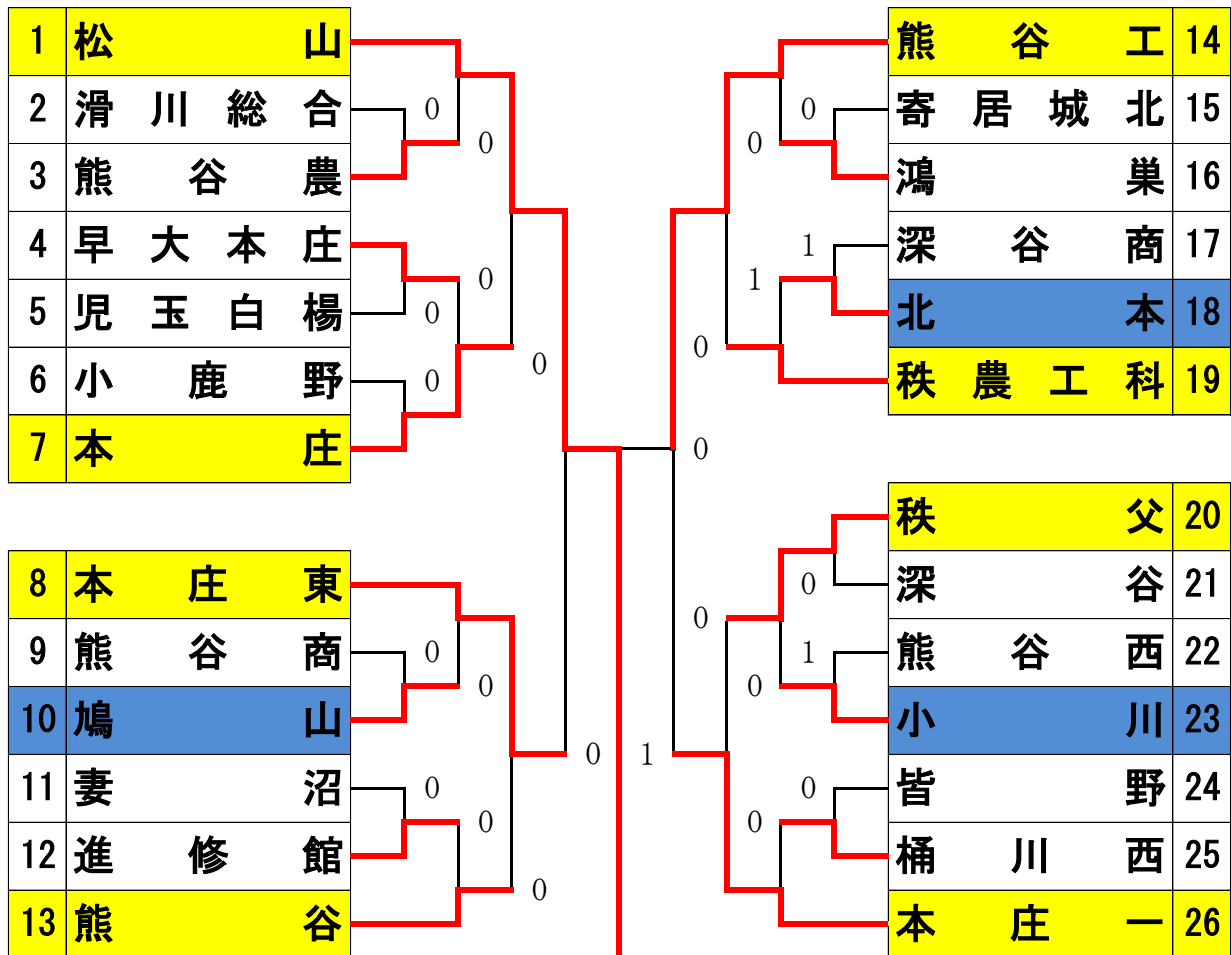 1 松山
2 滑川総合
0
3 熊谷農
0
4 早大本庄
0
5 児玉白楊
0
6 小鹿野
0
0
7 本庄
8 本庄東
9 熊谷商
0
10 鳩山
0
11 妻沼
0
0
12 進修館
0
13 熊谷
0
熊谷工 14
0
寄居城北 15
0
鴻巣 16
1
深谷商 17
1
北本 18
0
秩農工科 19
0
秩父 20
0
深谷 21
0
1
熊谷西 22
0
小川 23
1
0
皆野 24
0
桶川西 25
本庄一 26